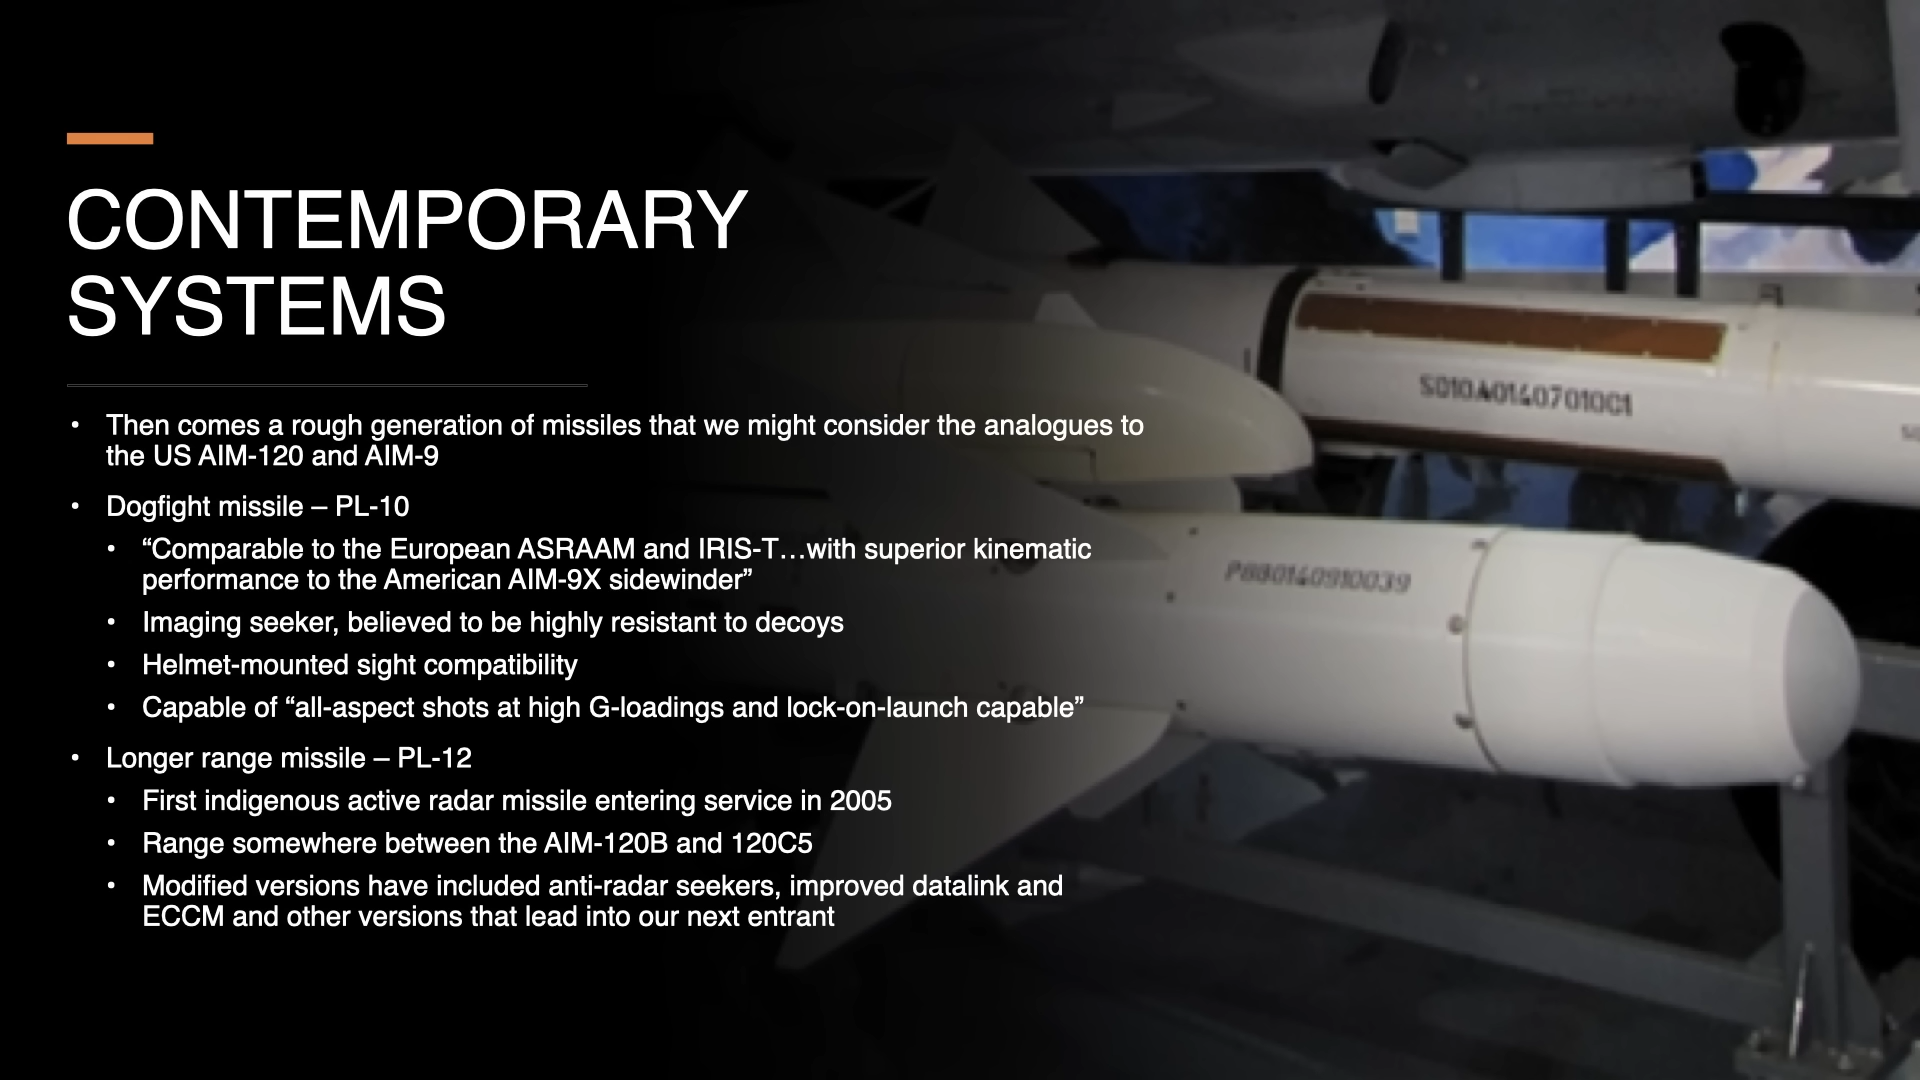 CONTEMPORARY
SYSTEMS
• Then comes a rough generation of missiles that we might consider the analogues to
the US AIM-120 and AIM-9
• Dogfight missile – PL-10
• “Comparable to the European ASRAAM and IRIS-T…with superior kinematic
performance to the American AIM-9X sidewinder”
• Imaging seeker, believed to be highly resistant to decoys
• Helmet-mounted sight compatibility
• Capable of “all-aspect shots at high G-loadings and lock-on-launch capable”
• Longer range missile – PL-12
• First indigenous active radar missile entering service in 2005
• Range somewhere between the AIM-120B and 120C5
• Modified versions have included anti-radar seekers, improved datalink and
ECCM and other versions that lead into our next entrant
S010A01407010C1